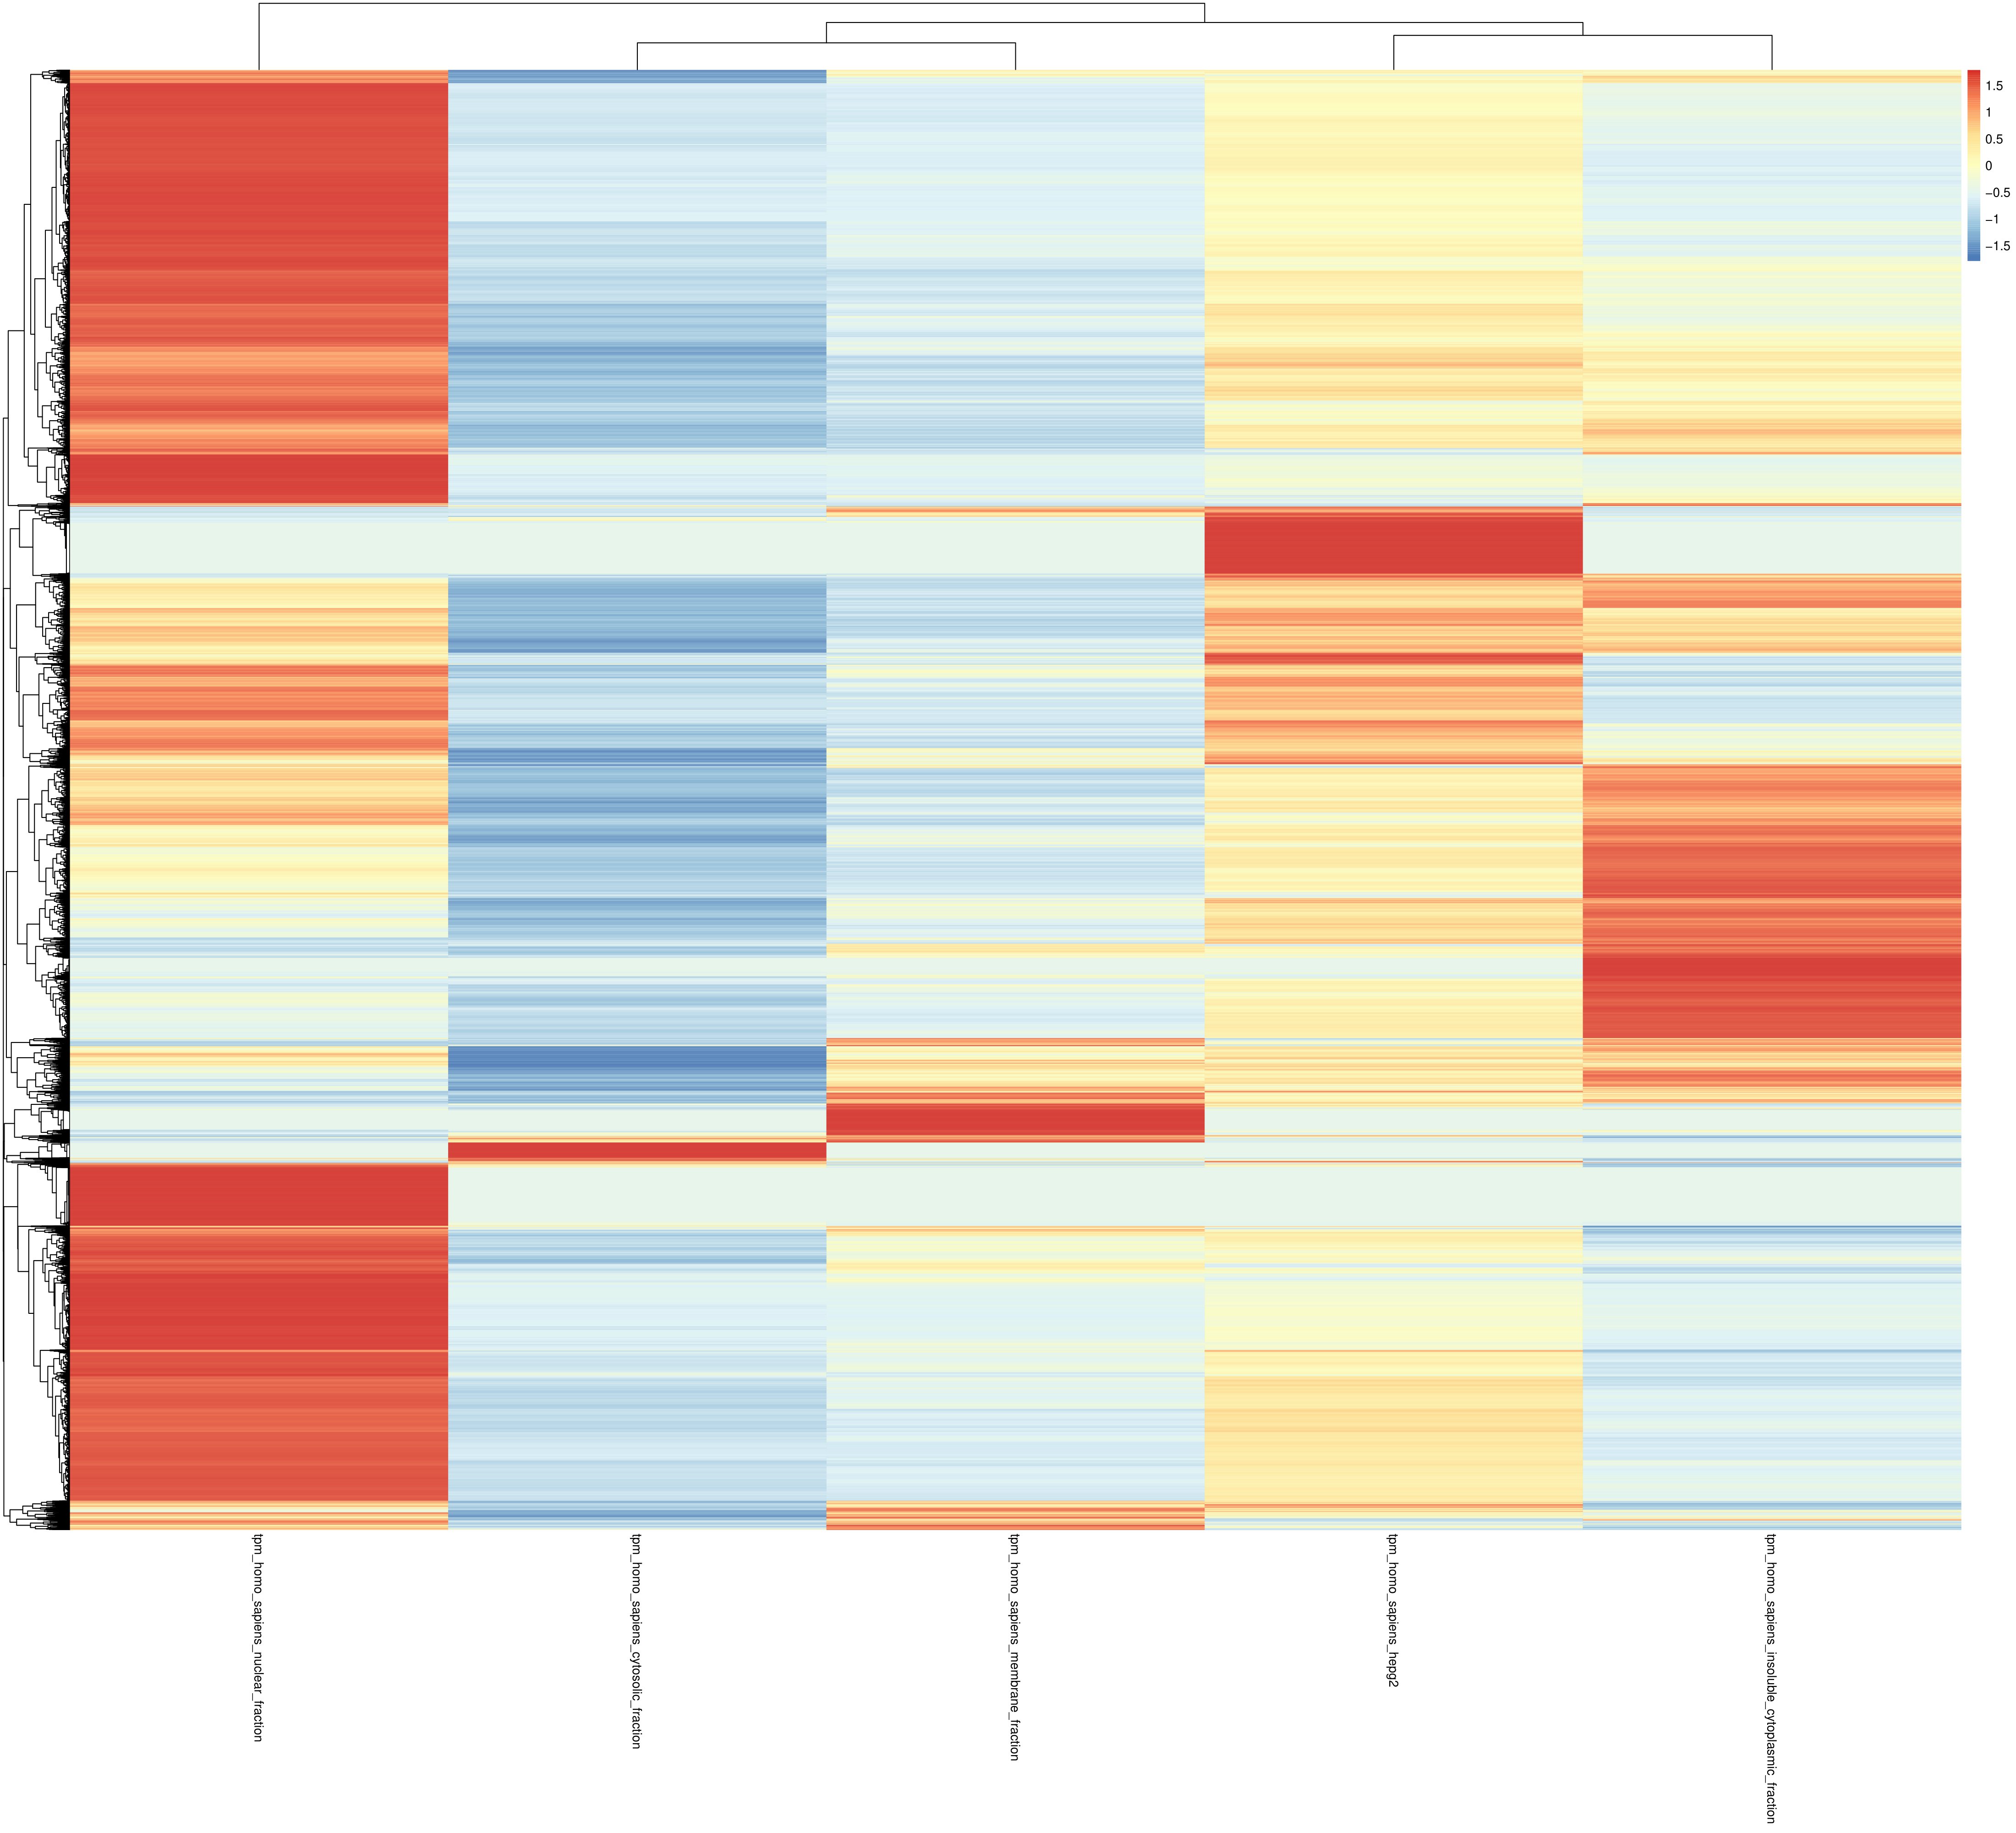 1.5
1
0.5
0
−0.5
−1
−1.5
tpm_homo_sapiens_nuclear_fraction
tpm_homo_sapiens_cytosolic_fraction
tpm_homo_sapiens_membrane_fraction
tpm_homo_sapiens_hepg2
tpm_homo_sapiens_insoluble_cytoplasmic_fraction